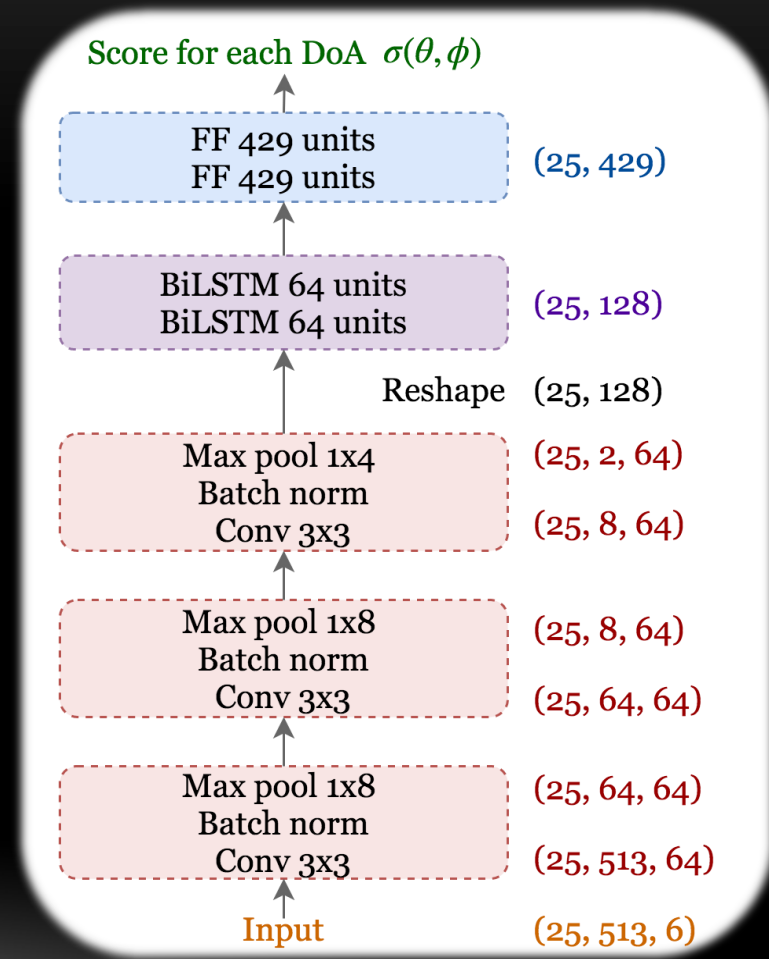 Score for each DoA σ(θ, ϕ)
FF 429 units
FF 429 units
(25, 429)
BiLSTM 64 units
BiLSTM 64 units
(25, 128)
Reshape (25, 128)
Max pool 1x4
(25, 2, 64)
Batch norm
Conv 3x3
(25, 8, 64)
Max pool 1x8
(25, 8, 64)
Batch norm
Conv 3x3
(25, 64, 64)
Max pool 1x8
(25, 64, 64)
Batch norm
Conv 3x3
(25, 513, 64)
Input
(25, 513, 6)